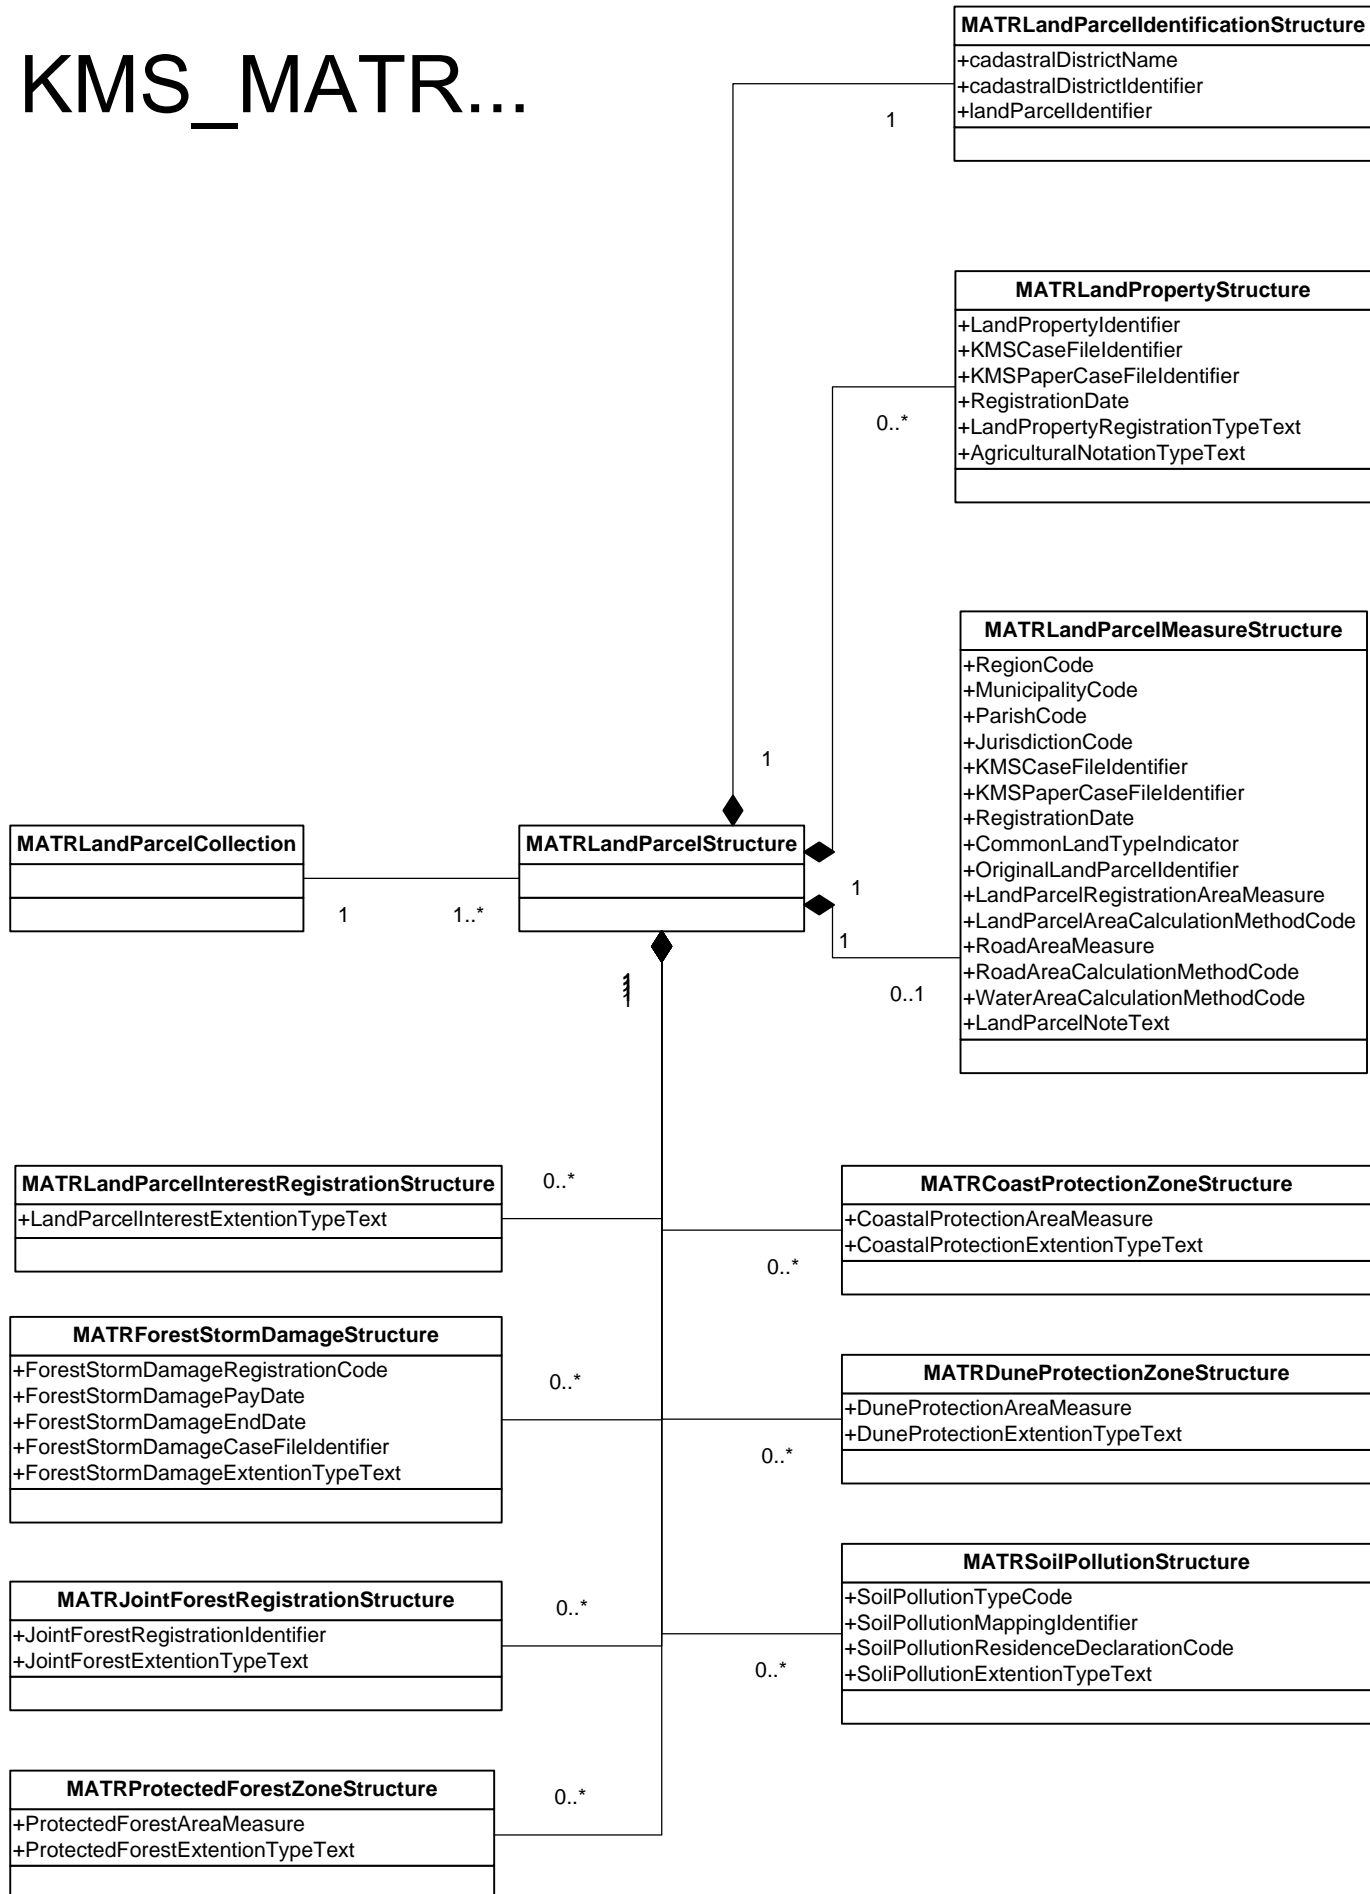 KMS_MATR...
MATRLandParcelIdentificationStructure
+cadastralDistrictName
+cadastralDistrictIdentifier
+landParcelIdentifier
1
MATRLandPropertyStructure
+LandPropertyIdentifier
+KMSCaseFileIdentifier
+KMSPaperCaseFileIdentifier
+RegistrationDate
+LandPropertyRegistrationTypeText
+AgriculturalNotationTypeText
0..*
MATRLandParcelMeasureStructure
+RegionCode
+MunicipalityCode
+ParishCode
+JurisdictionCode
+KMSCaseFileIdentifier
+KMSPaperCaseFileIdentifier
+RegistrationDate
+CommonLandTypeIndicator
+OriginalLandParcelIdentifier
+LandParcelRegistrationAreaMeasure
+LandParcelAreaCalculationMethodCode
+RoadAreaMeasure
+RoadAreaCalculationMethodCode
+WaterAreaCalculationMethodCode
+LandParcelNoteText
1
MATRLandParcelCollection
MATRLandParcelStructure
1
1..*
1
1
0..1
MATRLandParcelInterestRegistrationStructure
+LandParcelInterestExtentionTypeText
0..*
MATRCoastProtectionZoneStructure
+CoastalProtectionAreaMeasure
+CoastalProtectionExtentionTypeText
0..*
MATRForestStormDamageStructure
+ForestStormDamageRegistrationCode
+ForestStormDamagePayDate
+ForestStormDamageEndDate
+ForestStormDamageCaseFileIdentifier
+ForestStormDamageExtentionTypeText
0..*
MATRDuneProtectionZoneStructure
+DuneProtectionAreaMeasure
+DuneProtectionExtentionTypeText
0..*
MATRJointForestRegistrationStructure
+JointForestRegistrationIdentifier
+JointForestExtentionTypeText
0..*
MATRSoilPollutionStructure
+SoilPollutionTypeCode
+SoilPollutionMappingIdentifier
+SoilPollutionResidenceDeclarationCode
+SoliPollutionExtentionTypeText
0..*
MATRProtectedForestZoneStructure
+ProtectedForestAreaMeasure
+ProtectedForestExtentionTypeText
0..*